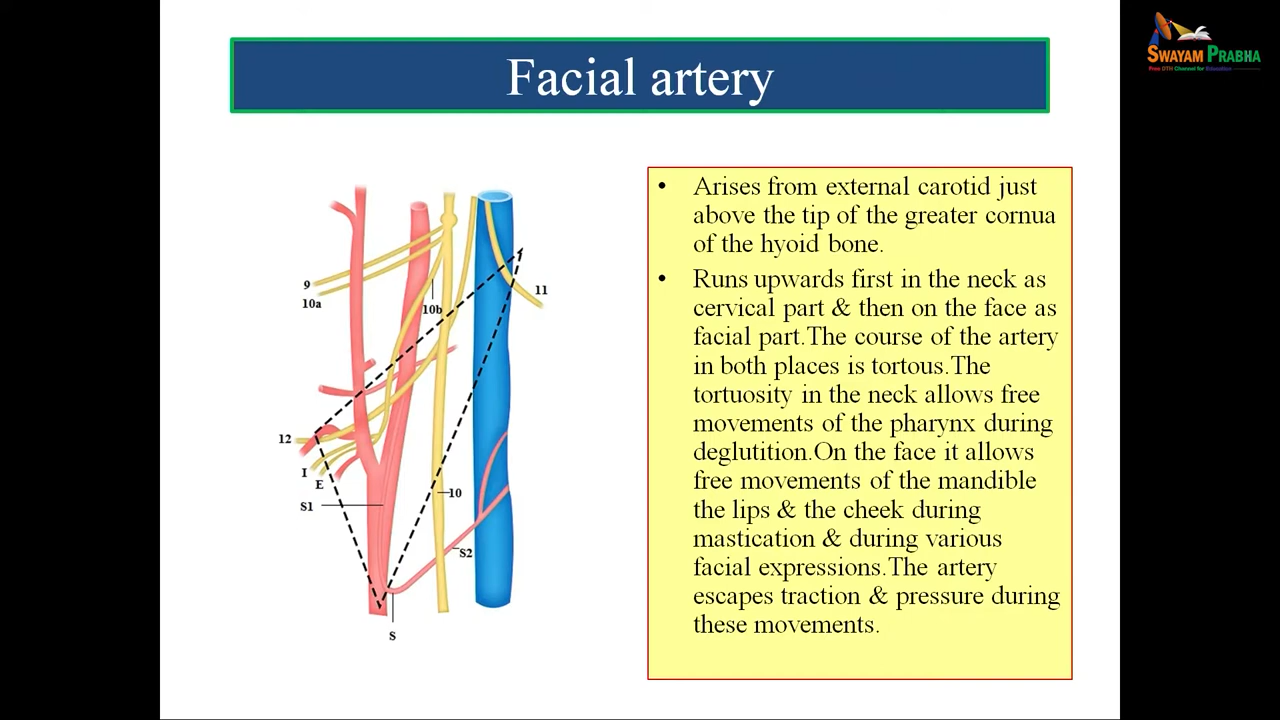 SWAYAM PRABHA
Free DTH Channel for Education
Facial artery
9
10a
10b
11
12
I
E
S1
10
S2
S
• Arises from external carotid just
above the tip of the greater cornua
of the hyoid bone.
• Runs upwards first in the neck as
cervical part & then on the face as
facial part.The course of the artery
in both places is tortous.The
tortuosity in the neck allows free
movements of the pharynx during
deglutition.On the face it allows
free movements of the mandible
the lips & the cheek during
mastication & during various
facial expressions.The artery
escapes traction & pressure during
these movements.